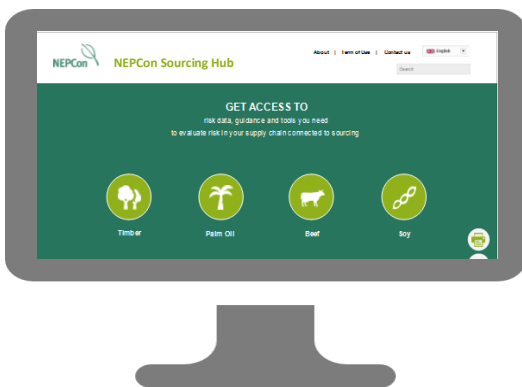 NEPCon
NEPCon Sourcing Hub
About | Term of Use | Contact us
English
Search
GET ACCESS TO
risk data, guidance and tools you need
to evaluate risk in your supply chain connected to sourcing
Timber
Palm Oil
Beef
Soy